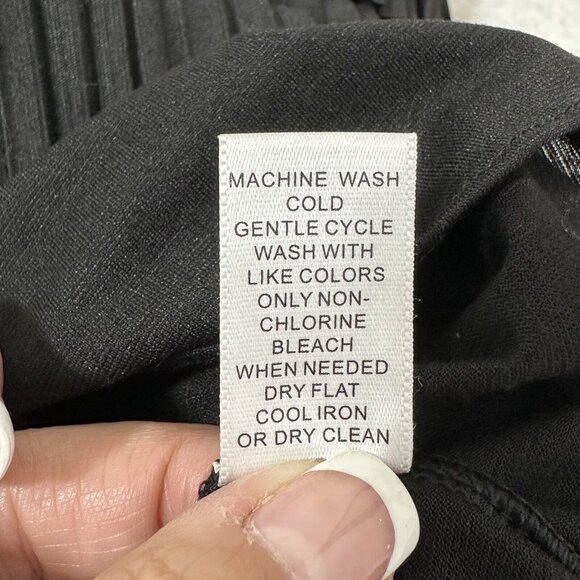 MACHINE WASH
COLD
GENTLE CYCLE
WASH WITH
LIKE COLORS
ONLY NON-
CHLORINE
BLEACH
WHEN NEEDED
DRY FLAT
COOL IRON
OR DRY CLEAN